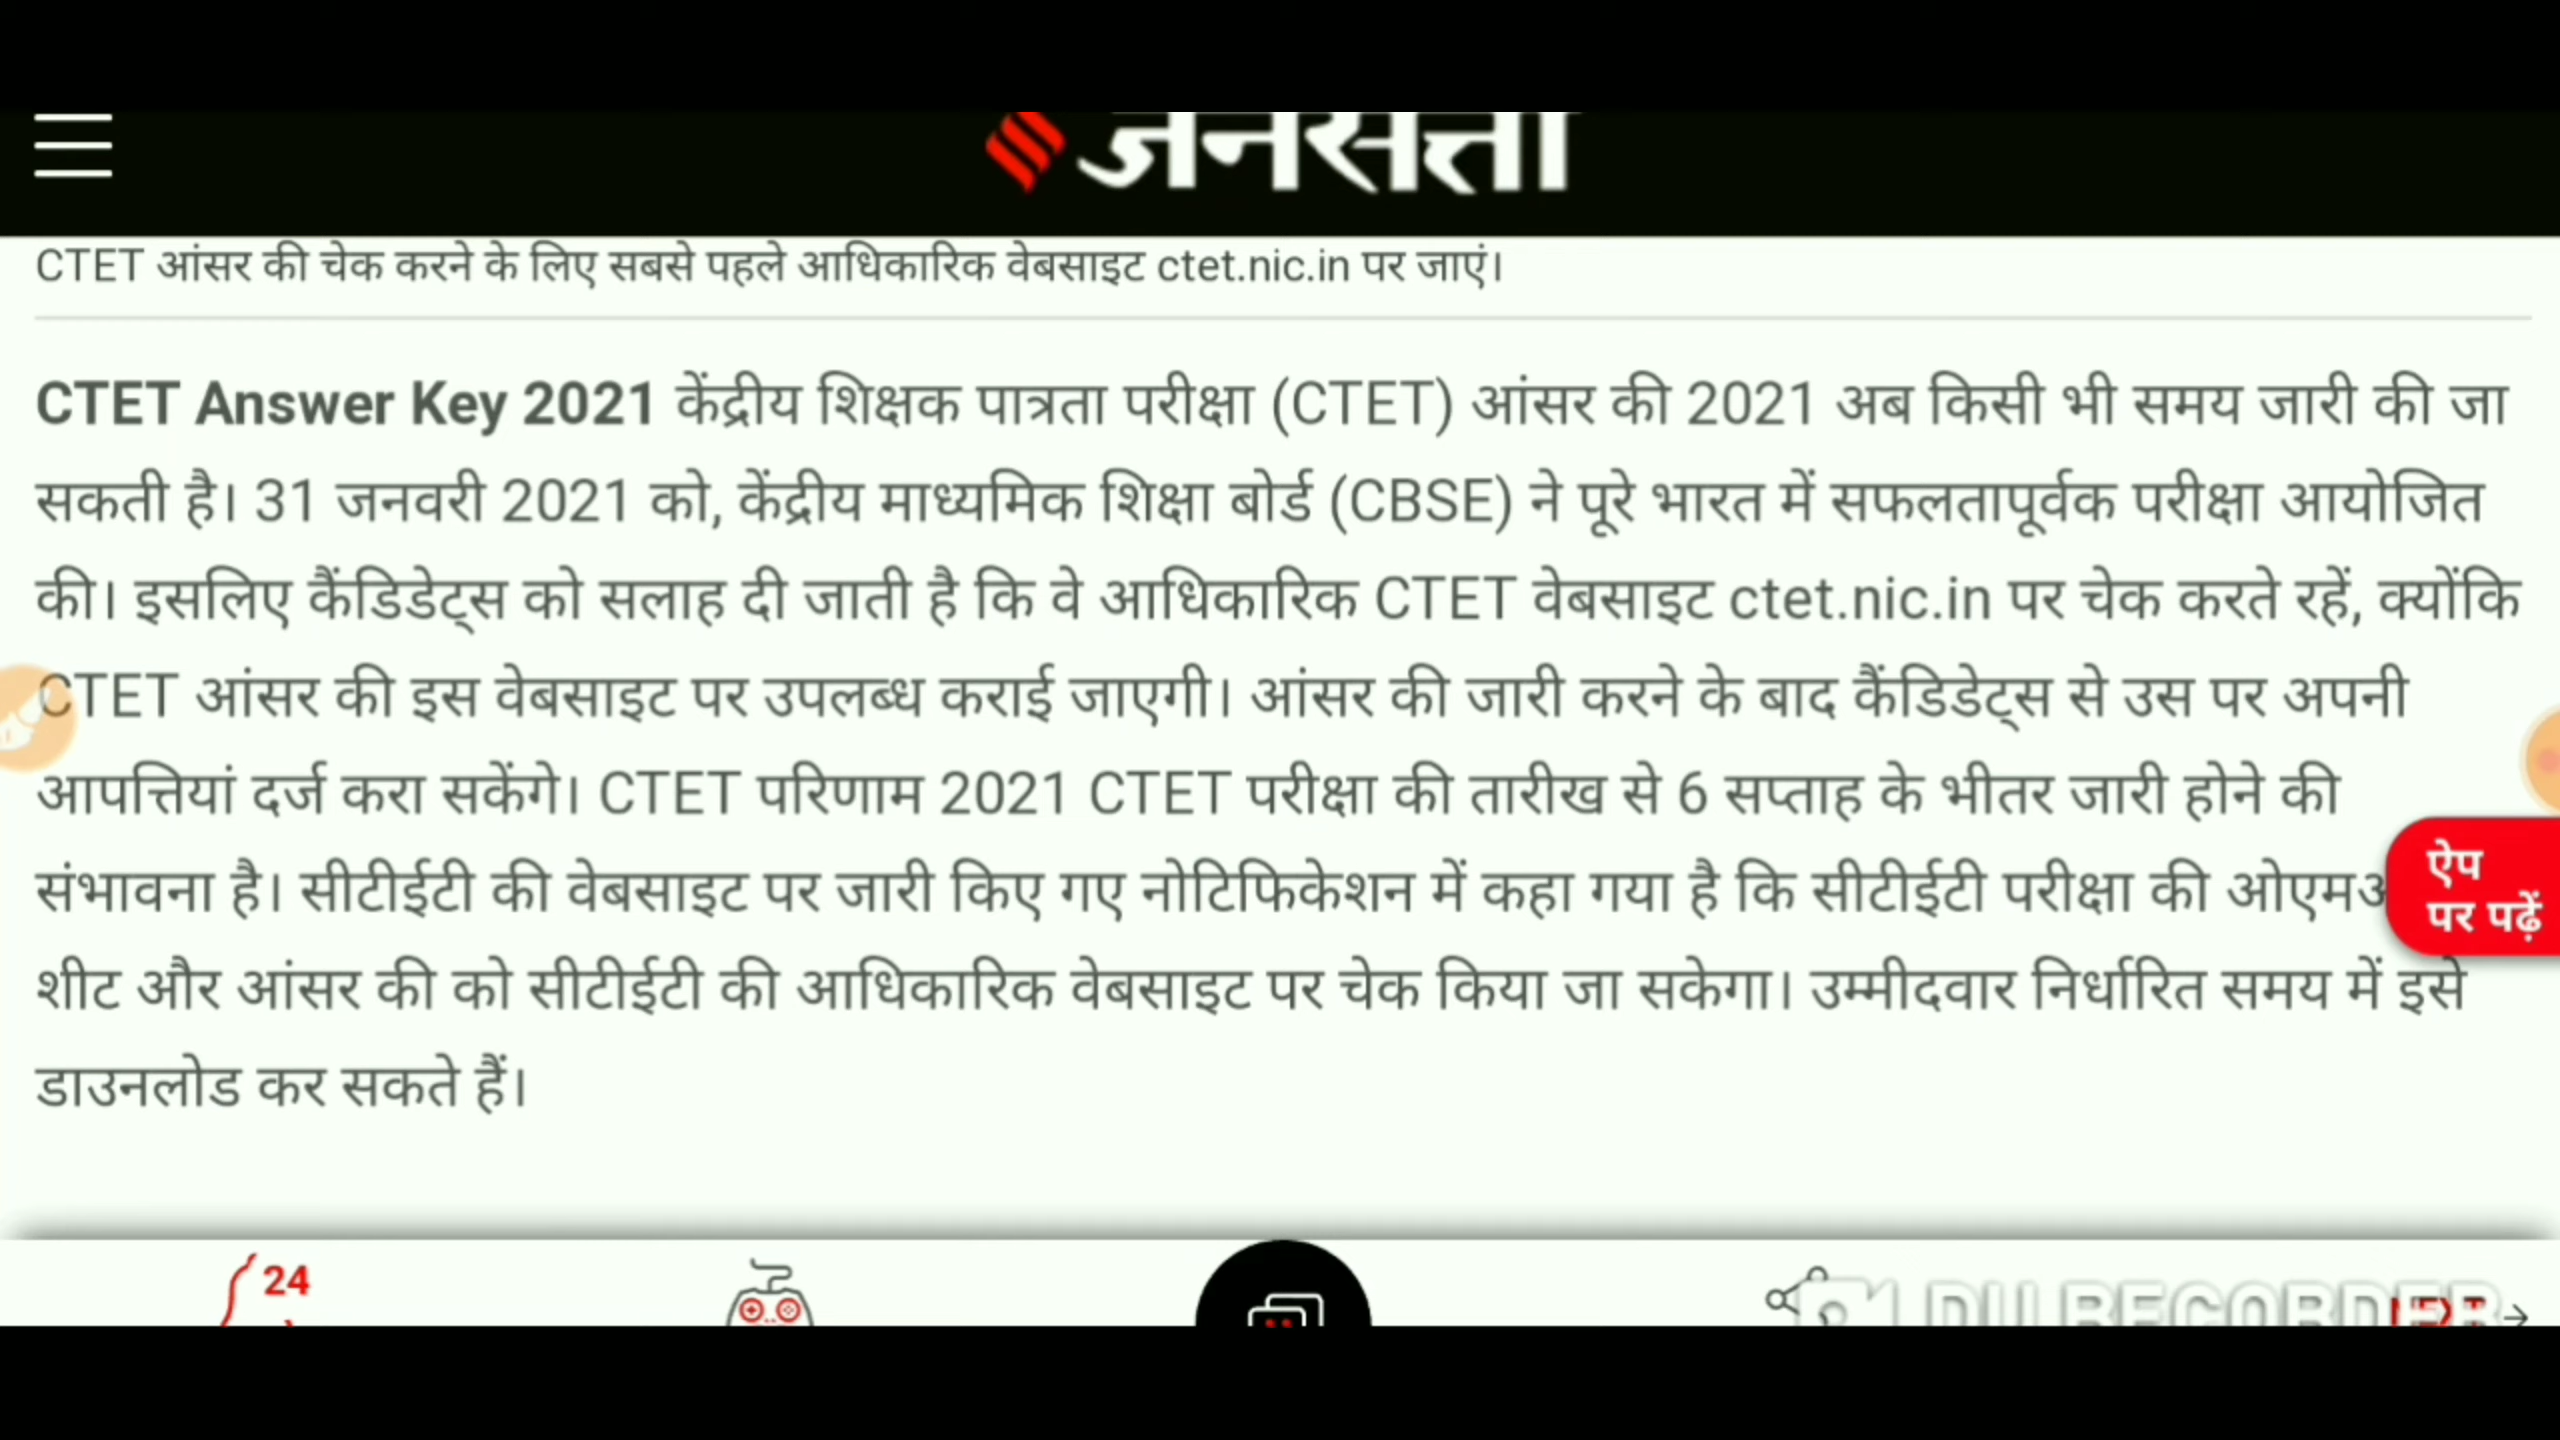 जनसत्ता
CTET आंसर की चेक करने के लिए सबसे पहले आधिकारिक वेबसाइट ctet.nic.in पर जाएं।
CTET Answer Key 2021 केंद्रीय शिक्षक पात्रता परीक्षा (CTET) आंसर की 2021 अब किसी भी समय जारी की जा
सकती है। 31 जनवरी 2021 को, केंद्रीय माध्यमिक शिक्षा बोर्ड (CBSE) ने पूरे भारत में सफलतापूर्वक परीक्षा आयोजित
की। इसलिए कैंडिडेट्स को सलाह दी जाती है कि वे आधिकारिक CTET वेबसाइट ctet.nic.in पर चेक करते रहें, क्योंकि
CTET आंसर की इस वेबसाइट पर उपलब्ध कराई जाएगी। आंसर की जारी करने के बाद कैंडिडेट्स से उस पर अपनी
आपत्तियां दर्ज करा सकेंगे। CTET परिणाम 2021 CTET परीक्षा की तारीख से 6 सप्ताह के भीतर जारी होने की
संभावना है। सीटीईटी की वेबसाइट पर जारी किए गए नोटिफिकेशन में कहा गया है कि सीटीईटी परीक्षा की
ऐप
पर पढ़ें
शीट और आंसर की को सीटीईटी की आधिकारिक वेबसाइट पर चेक किया जा सकेगा। उम्मीदवार निर्धारित समय में इसे
डाउनलोड कर सकते हैं।
24
DU RECORDER